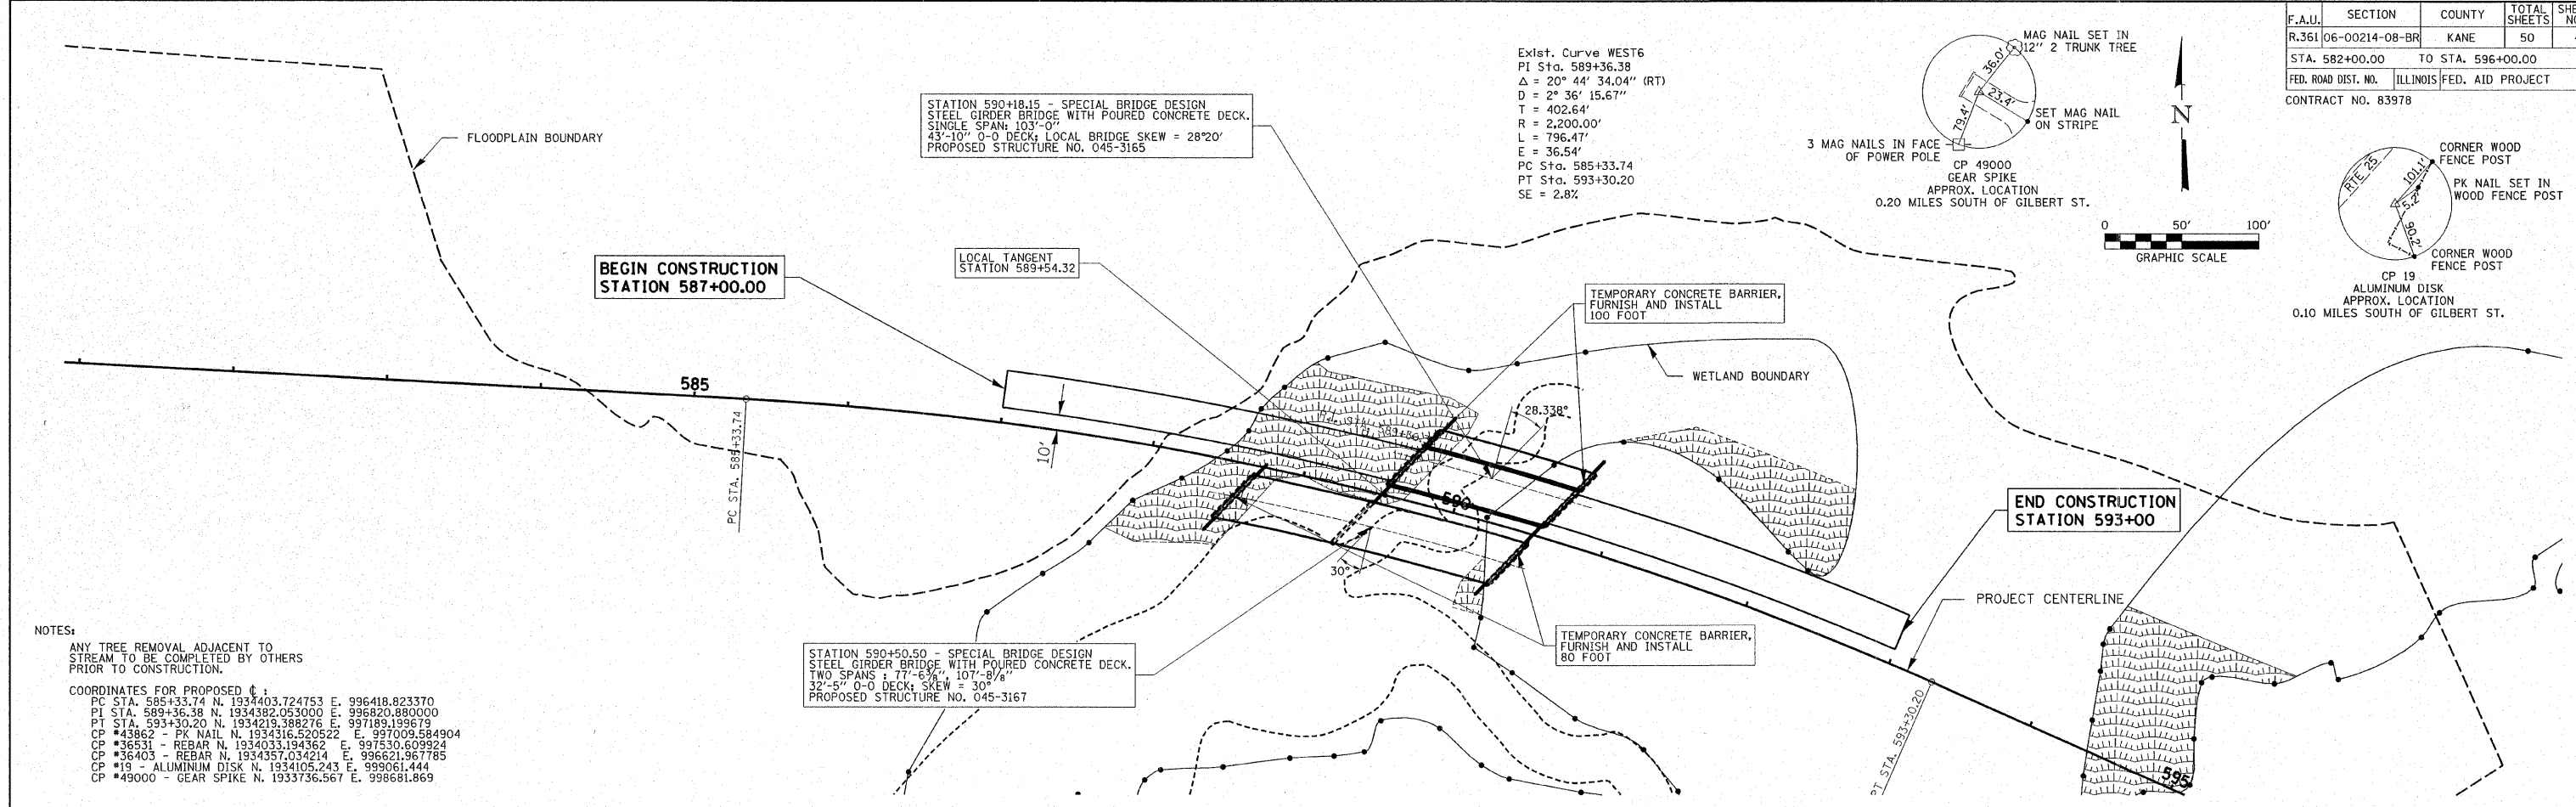 F.A.U.
SECTION
COUNTY
TOTAL SHEETS
R.361
06-00214-08-BR
KANE
50
STA. 582+00.00 TO STA. 596+00.00
FED. ROAD DIST. NO.
ILLINOIS
FED. AID PROJECT
CONTRACT NO. 83978
FLOODPLAIN BOUNDARY
STATION 590+18.15 - SPECIAL BRIDGE DESIGN
STEEL GIRDER BRIDGE WITH POURED CONCRETE DECK.
SINGLE SPAN: 103'-0"
43'-10" O-O DECK; LOCAL BRIDGE SKEW = 28°20'
PROPOSED STRUCTURE NO. 045-3165
Exist. Curve WEST6
PI Sta. 589+36.38
Δ = 20° 44' 34.04" (RT)
D = 2° 36' 15.67"
T = 402.64'
R = 2,200.00'
L = 796.47'
E = 36.54'
PC Sta. 585+33.74
PT Sta. 593+30.20
SE = 2.8%
MAG NAIL SET IN
12" 2 TRUNK TREE
36.0'
23.4'
79.4'
SET MAG NAIL
ON STRIPE
3 MAG NAILS IN FACE
OF POWER POLE
CP 49000
GEAR SPIKE
APPROX. LOCATION
0.20 MILES SOUTH OF GILBERT ST.
N
0 50' 100'
GRAPHIC SCALE
CORNER WOOD
FENCE POST
RTE 25
101.1'
5.2'
90.2'
PK NAIL SET IN
WOOD FENCE POST
CORNER WOOD
FENCE POST
CP 19
ALUMINUM DISK
APPROX. LOCATION
0.10 MILES SOUTH OF GILBERT ST.
BEGIN CONSTRUCTION
STATION 587+00.00
LOCAL TANGENT
STATION 589+54.32
TEMPORARY CONCRETE BARRIER,
FURNISH AND INSTALL
100 FOOT
WETLAND BOUNDARY
585
PC STA. 585+33.74
10'
28.338°
590
30°
END CONSTRUCTION
STATION 593+00
PROJECT CENTERLINE
TEMPORARY CONCRETE BARRIER,
FURNISH AND INSTALL
80 FOOT
STATION 590+50.50 - SPECIAL BRIDGE DESIGN
STEEL GIRDER BRIDGE WITH POURED CONCRETE DECK.
TWO SPANS : 77'-6⅜", 107'-8⅛"
32'-5" O-O DECK; SKEW = 30°
PROPOSED STRUCTURE NO. 045-3167
PT STA. 593+30.20
595
NOTES:
ANY TREE REMOVAL ADJACENT TO
STREAM TO BE COMPLETED BY OTHERS
PRIOR TO CONSTRUCTION.
COORDINATES FOR PROPOSED ℄ :
PC STA. 585+33.74 N. 1934403.724753 E. 996418.823370
PI STA. 589+36.38 N. 1934382.053000 E. 996820.880000
PT STA. 593+30.20 N. 1934219.388276 E. 997189.199679
CP #43862 - PK NAIL N. 1934316.520522 E. 997009.584904
CP #36531 - REBAR N. 1934033.194362 E. 997530.609924
CP #36403 - REBAR N. 1934357.034214 E. 996621.967785
CP #19 - ALUMINUM DISK N. 1934105.243 E. 999061.444
CP #49000 - GEAR SPIKE N. 1933736.567 E. 998681.869